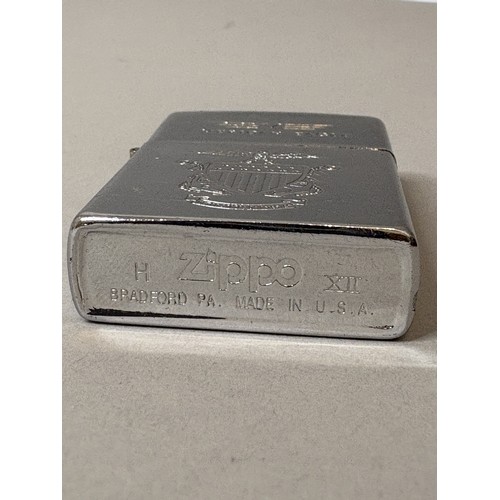 H Zippo XII
BRADFORD PA. MADE IN U.S.A.